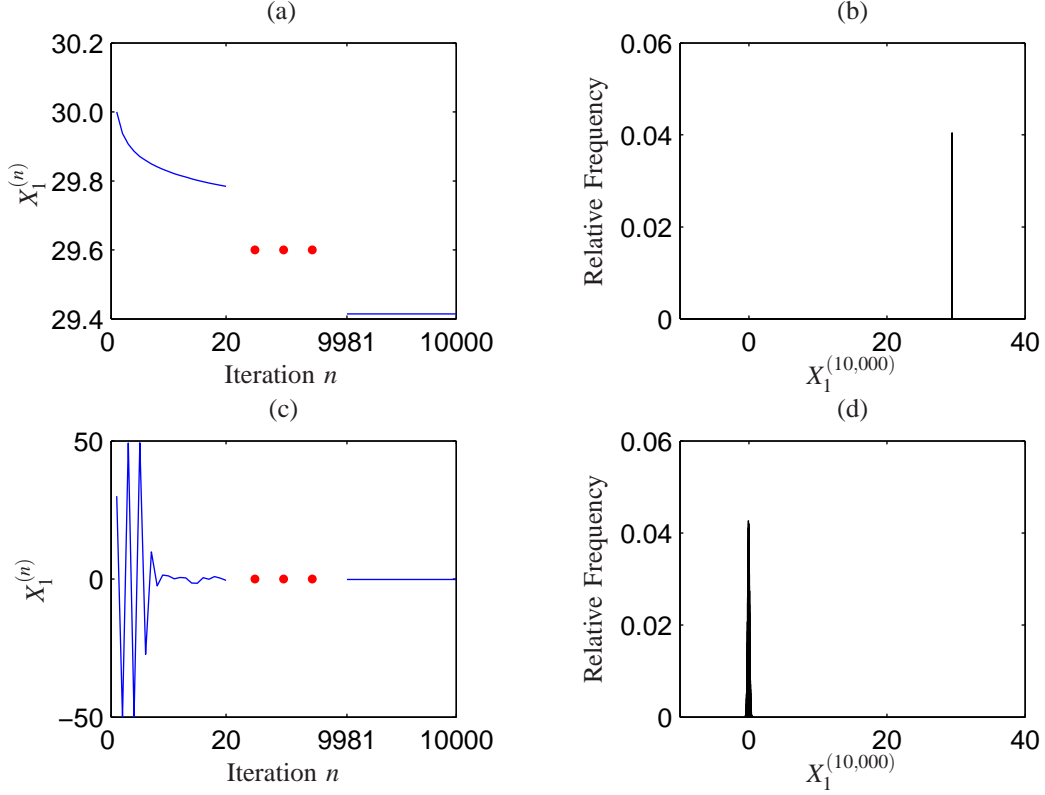 (a)
30.2
30.0
29.8
29.6
29.4
X_1^{(n)}
0 20 9981 10000
Iteration n
(b)
0.06
0.04
0.02
0
Relative Frequency
0 20 40
X_1^{(10,000)}
(c)
50
0
−50
X_1^{(n)}
0 20 9981 10000
Iteration n
(d)
0.06
0.04
0.02
0
Relative Frequency
0 20 40
X_1^{(10,000)}